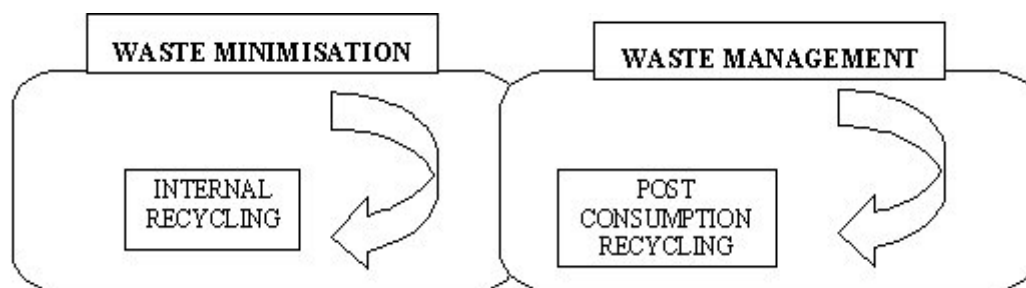 WASTE MINIMISATION
WASTE MANAGEMENT
INTERNAL
RECYCLING
POST
CONSUMPTION
RECYCLING